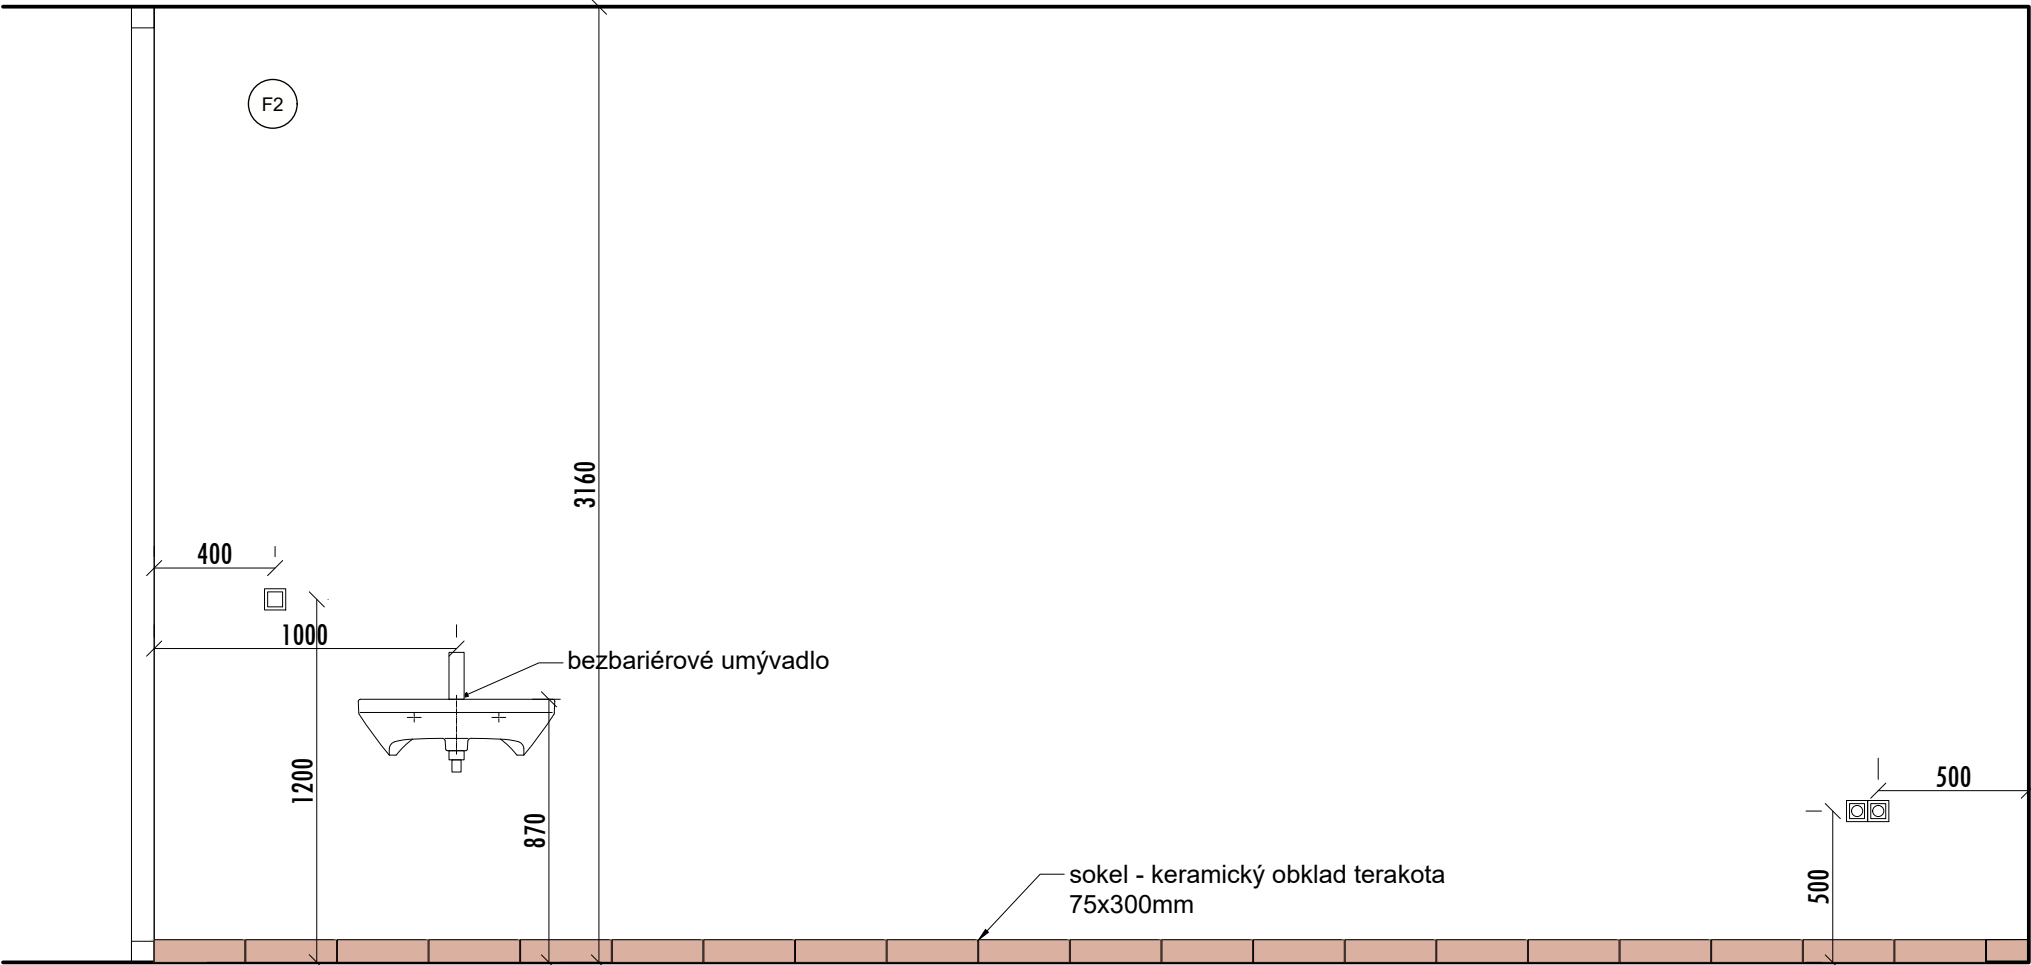 F2
3160
400
1000
bezbariérové umývadlo
1200
500
870
sokel - keramický obklad terakota
75x300mm
500